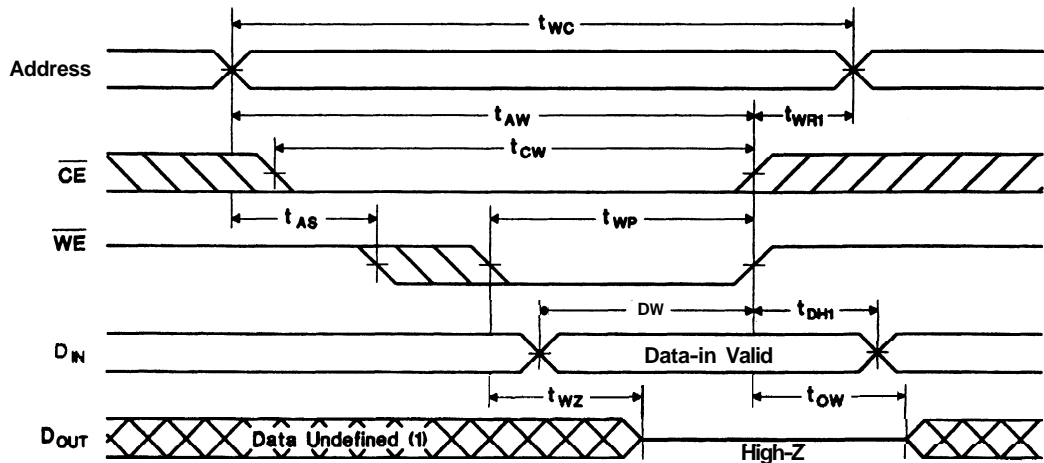 tWC
Address
tAW
tWR1
tCW
CE
tAS
tWP
WE
DW
tDH1
DIN
Data-in Valid
tWZ
tOW
DOUT
Data Undefined (1)
High-Z